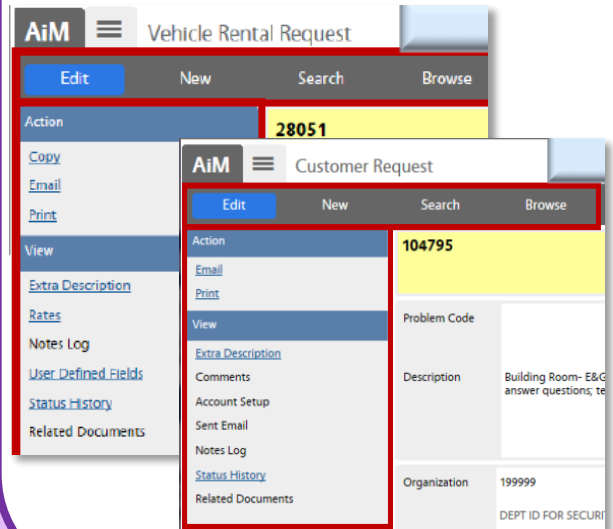 AiM Vehicle Rental Request
Edit New Search Browse
Action
28051
Copy
Email
Print
View
Extra Description
Rates
Notes Log
User Defined Fields
Status History
Related Documents
AiM Customer Request
Edit New Search Browse
Action
104795
Email
Print
View
Problem Code
Extra Description
Comments
Description Building Room- E&G
answer questions; te
Account Setup
Sent Email
Notes Log
Status History
Organization 199999
Related Documents
DEPT ID FOR SECURI